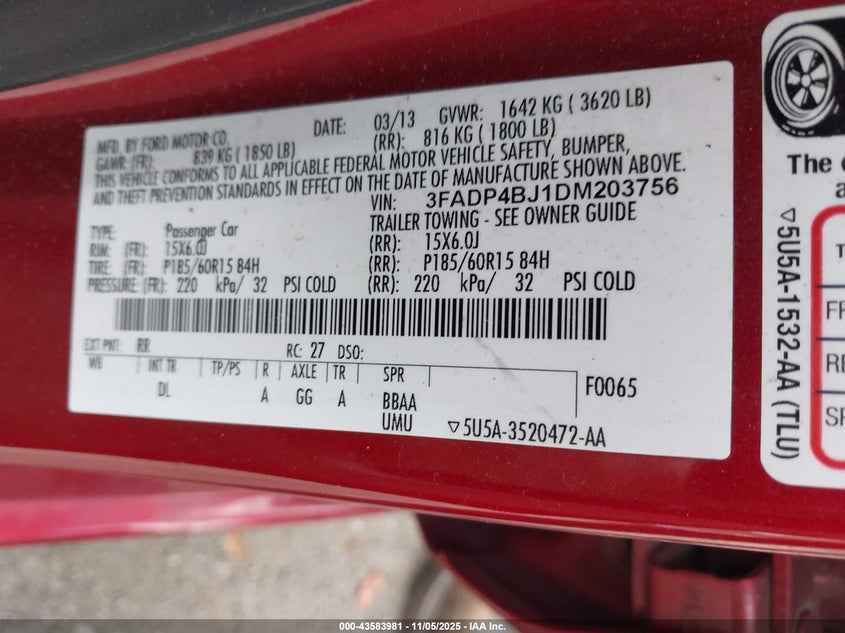 MFD. BY FORD MOTOR CO.
DATE: 03/13 GVWR: 1642 KG ( 3620 LB)
GAWR: (FR): 839 KG ( 1850 LB) (RR): 816 KG ( 1800 LB)
THIS VEHICLE CONFORMS TO ALL APPLICABLE FEDERAL MOTOR VEHICLE SAFETY, BUMPER,
AND THEFT PREVENTION STANDARDS IN EFFECT ON THE DATE OF MANUFACTURE SHOWN ABOVE.
VIN: 3FADP4BJ1DM203756
TYPE: Passenger Car TRAILER TOWING - SEE OWNER GUIDE
RIM: (FR): 15X6.0J (RR): 15X6.0J
TIRE: (FR): P185/60R15 84H (RR): P185/60R15 84H
PRESSURE: (FR): 220 kPa/ 32 PSI COLD (RR): 220 kPa/ 32 PSI COLD
EXT PNT: RR RC: 27 DSO:
WB INT TR TP/PS R AXLE TR SPR F0065
DL A GG A BBAA
UMU ▽5U5A-3520472-AA
The
▽5U5A-1532-AA (TLU)
000-43583981 - 11/05/2025 - IAA Inc.